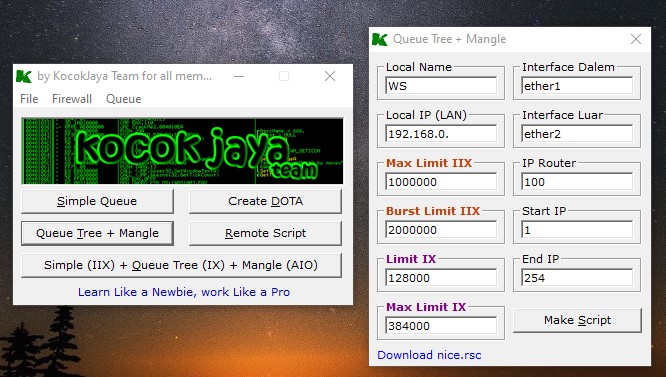 by KocokJaya Team for all mem...
File Firewall Queue
kocok jaya
team
Simple Queue
Create DOTA
Queue Tree + Mangle
Remote Script
Simple (IIX) + Queue Tree (IX) + Mangle (AIO)
Learn Like a Newbie, work Like a Pro
Queue Tree + Mangle
Local Name
WS
Interface Dalem
ether1
Local IP (LAN)
192.168.0.
Interface Luar
ether2
Max Limit IIX
1000000
IP Router
100
Burst Limit IIX
2000000
Start IP
1
Limit IX
128000
End IP
254
Max Limit IX
384000
Make Script
Download nice.rsc